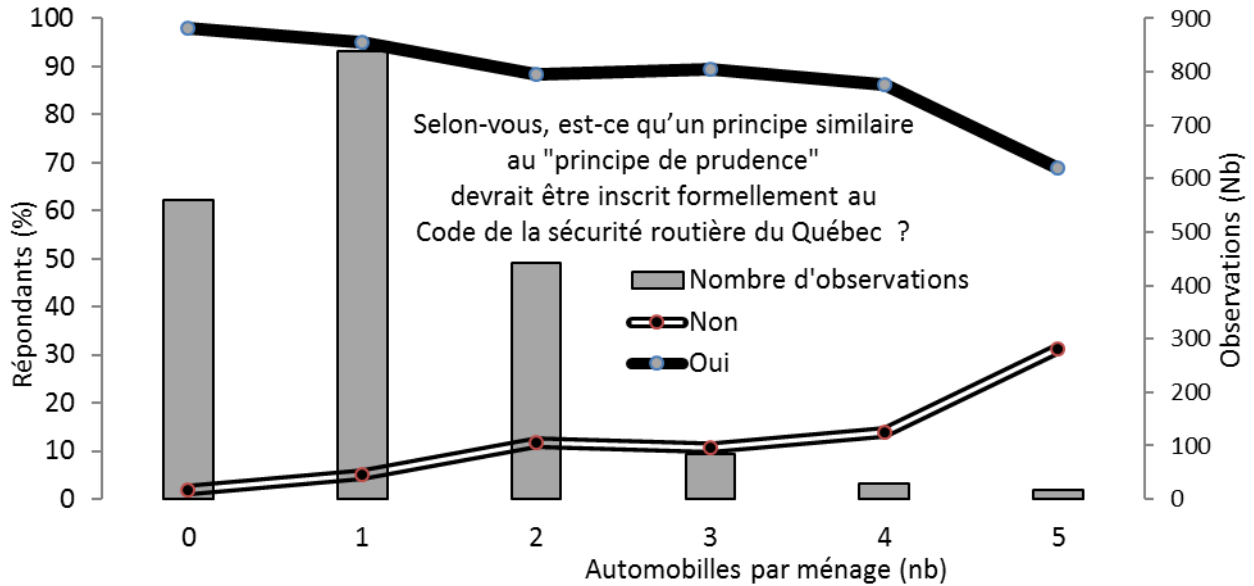 100
90
80
70
60
50
40
30
20
10
0
Répondants (%)
900
800
700
600
500
400
300
200
100
0
Observations (Nb)
Selon-vous, est-ce qu’un principe similaire
au "principe de prudence"
devrait être inscrit formellement au
Code de la sécurité routière du Québec ?
Nombre d'observations
Non
Oui
0 1 2 3 4 5
Automobilles par ménage (nb)